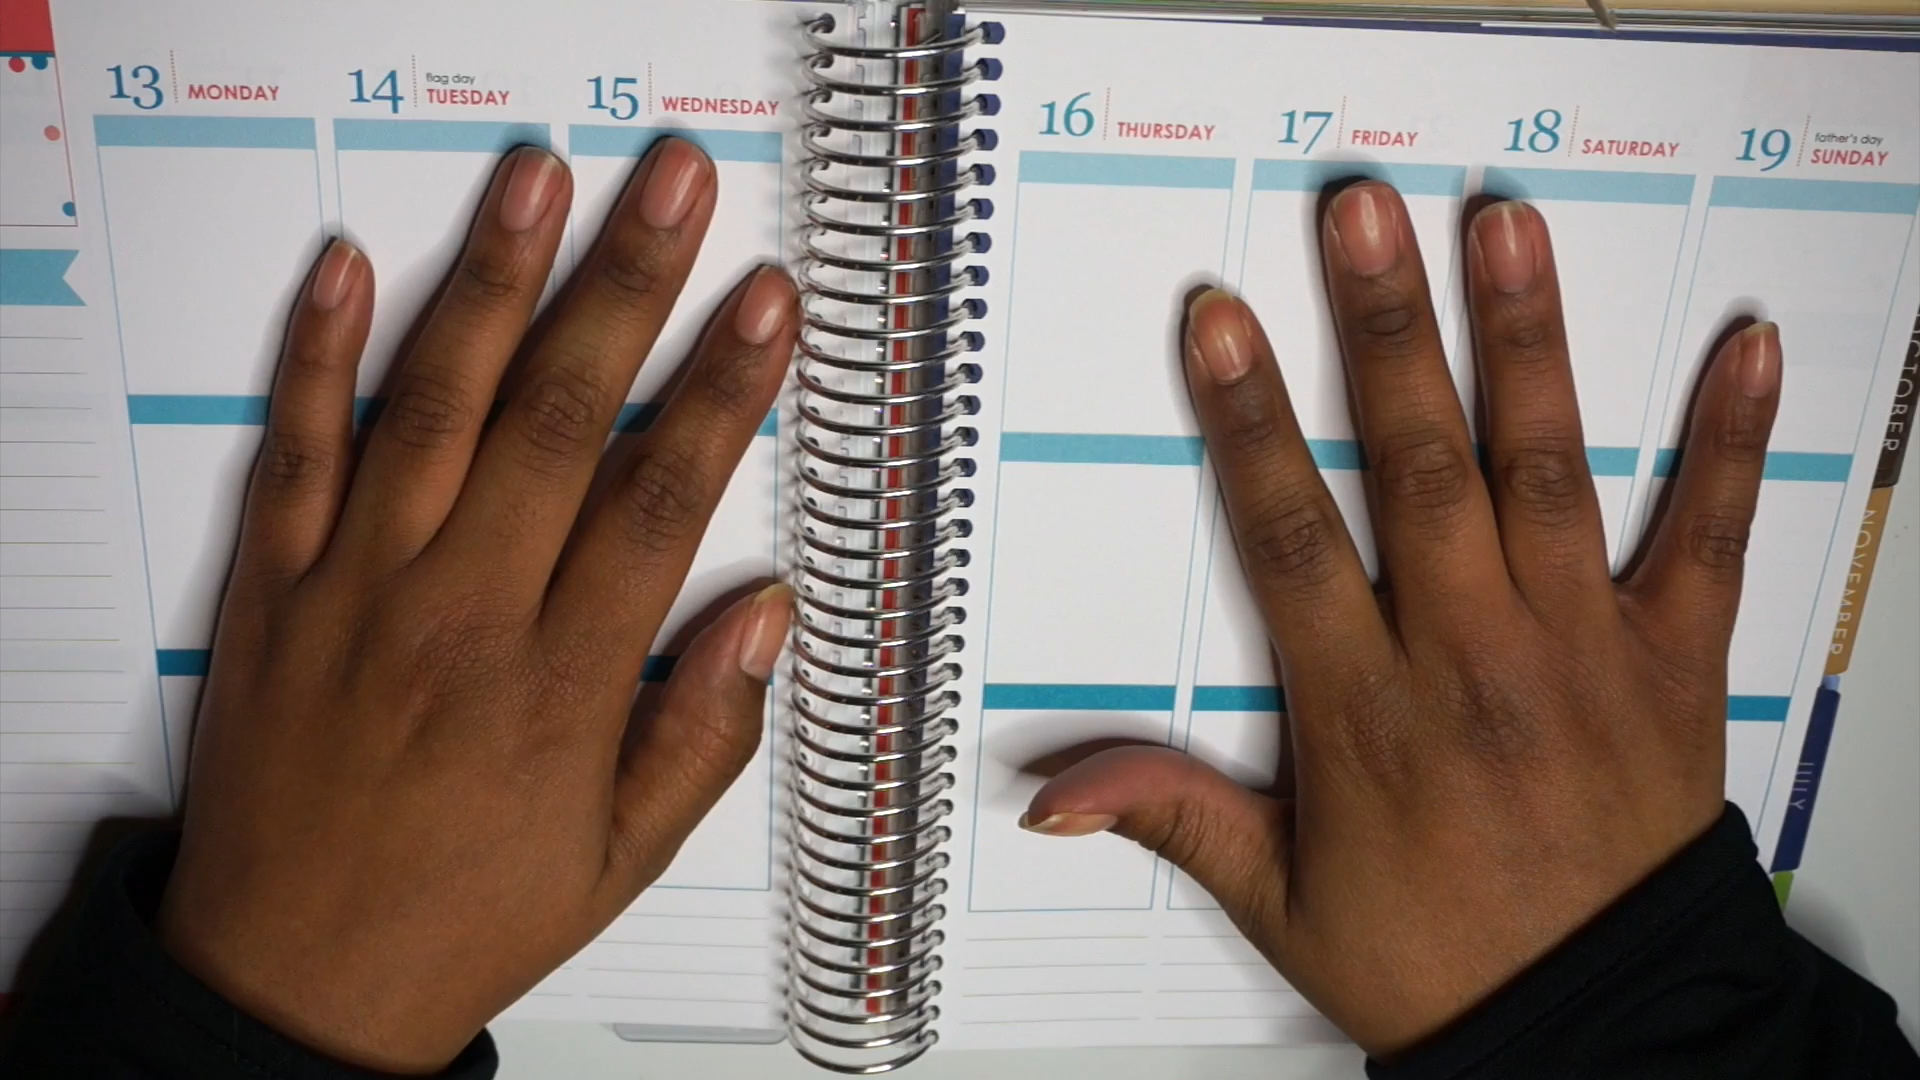 13 MONDAY
14 flag day
TUESDAY
15 WEDNESDAY
16 THURSDAY
17 FRIDAY
18 SATURDAY
19 father's day
SUNDAY
OCTOBER
NOVEMBER
JULY